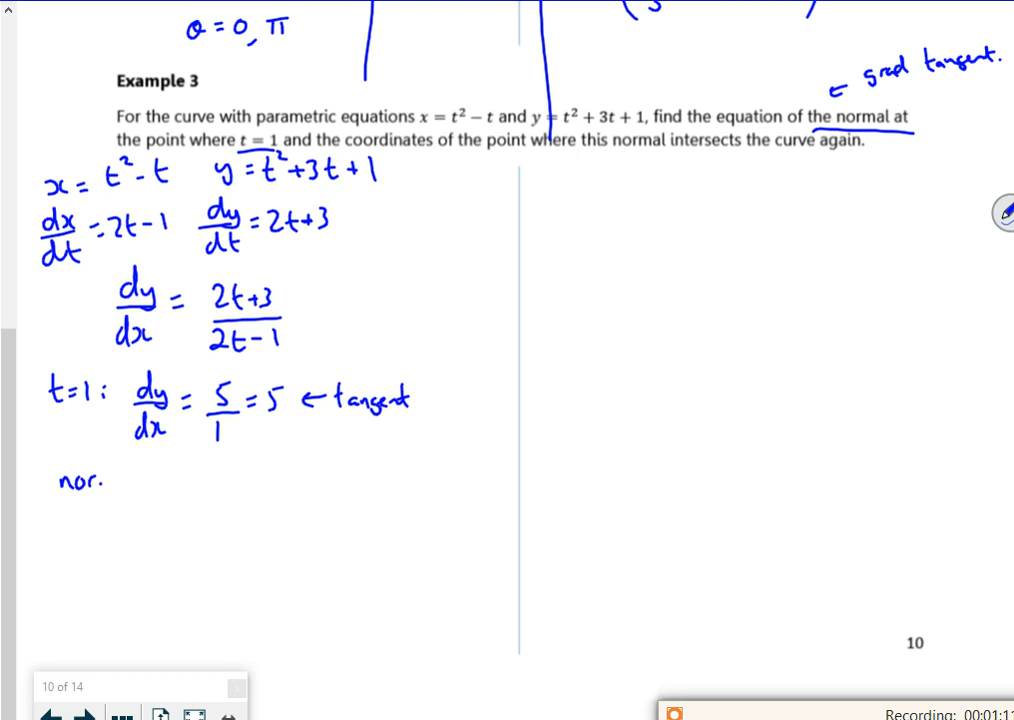 θ = 0, π
← grad tangent.
Example 3
For the curve with parametric equations x = t² − t and y = t² + 3t + 1, find the equation of the normal at
the point where t = 1 and the coordinates of the point where this normal intersects the curve again.
x = t² - t   y = t² + 3t + 1
dx/dt = 2t - 1   dy/dt = 2t + 3
dy/dx = 2t+3/2t-1
t=1: dy/dx = 5/1 = 5 ← tangent
nor.
10
10 of 14
Recording: 00:01:1